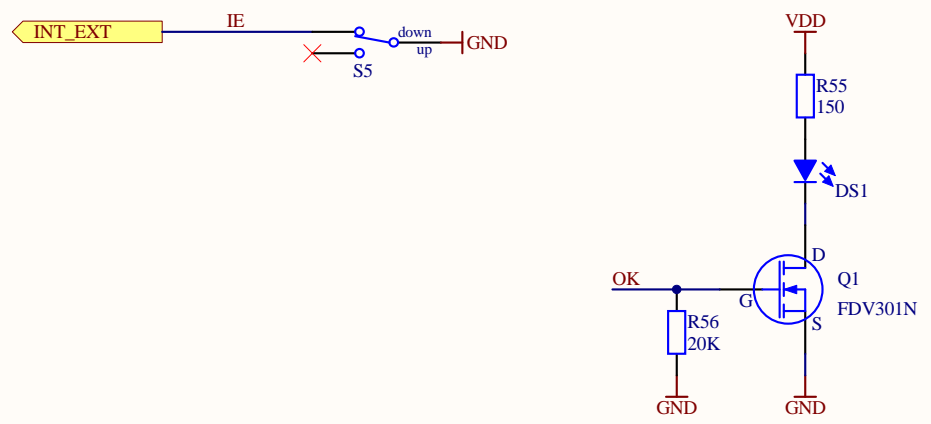 INT_EXT
IE
down
up
GND
S5
VDD
R55
150
DS1
D
OK
G
Q1
FDV301N
S
R56
20K
GND
GND